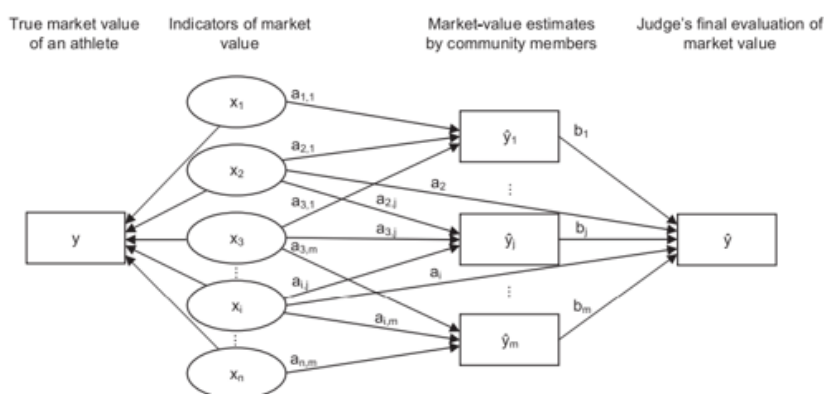 True market value
of an athlete
Indicators of market
value
Market-value estimates
by community members
Judge's final evaluation of
market value
x₁
a₁,₁
ŷ₁
b₁
x₂
a₂,₁
a₂
⋮
a₃,₁
a₂,ⱼ
y
x₃
a₃,ⱼ
ŷⱼ
bⱼ
ŷ
a₃,ₘ
⋮
aᵢ,ⱼ
aᵢ
⋮
xᵢ
aᵢ,ₘ
bₘ
⋮
ŷₘ
xₙ
aₙ,ₘ